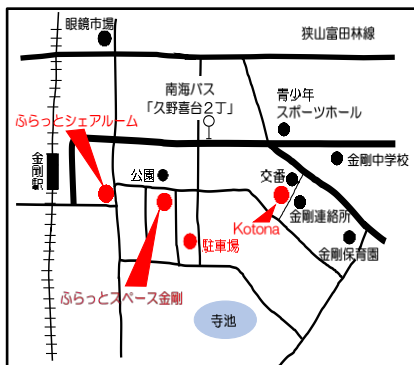 眼鏡市場
狭山富田林線
南海バス
「久野喜台２丁」
青少年
スポーツホール
ふらっとシェアルーム
金剛駅
金剛中学校
公園
交番
金剛連絡所
Kotona
駐車場
金剛保育園
ふらっとスペース金剛
寺池